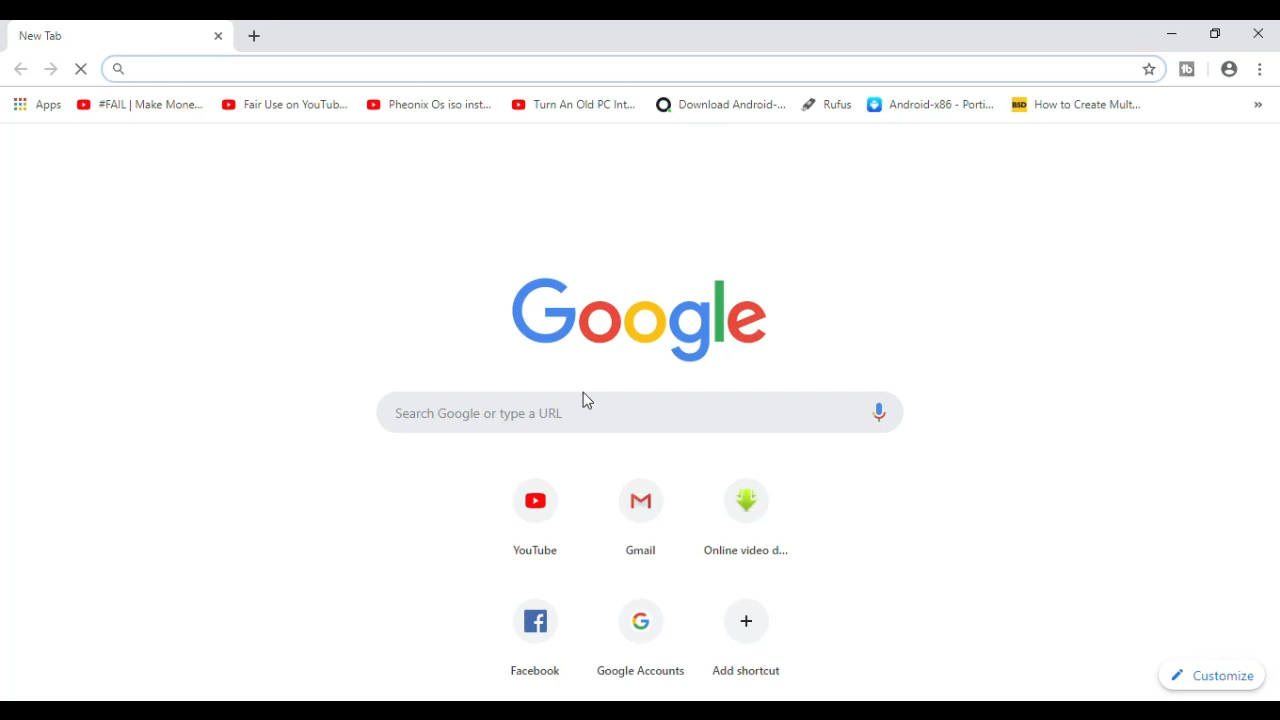 New Tab
Apps #FAIL | Make Mone... Fair Use on YouTub... Pheonix Os iso inst... Turn An Old PC Int... Download Android-... Rufus Android-x86 - Porti... BSD How to Create Mult... »
Google
Search Google or type a URL
YouTube Gmail Online video d...
Facebook Google Accounts Add shortcut
Customize